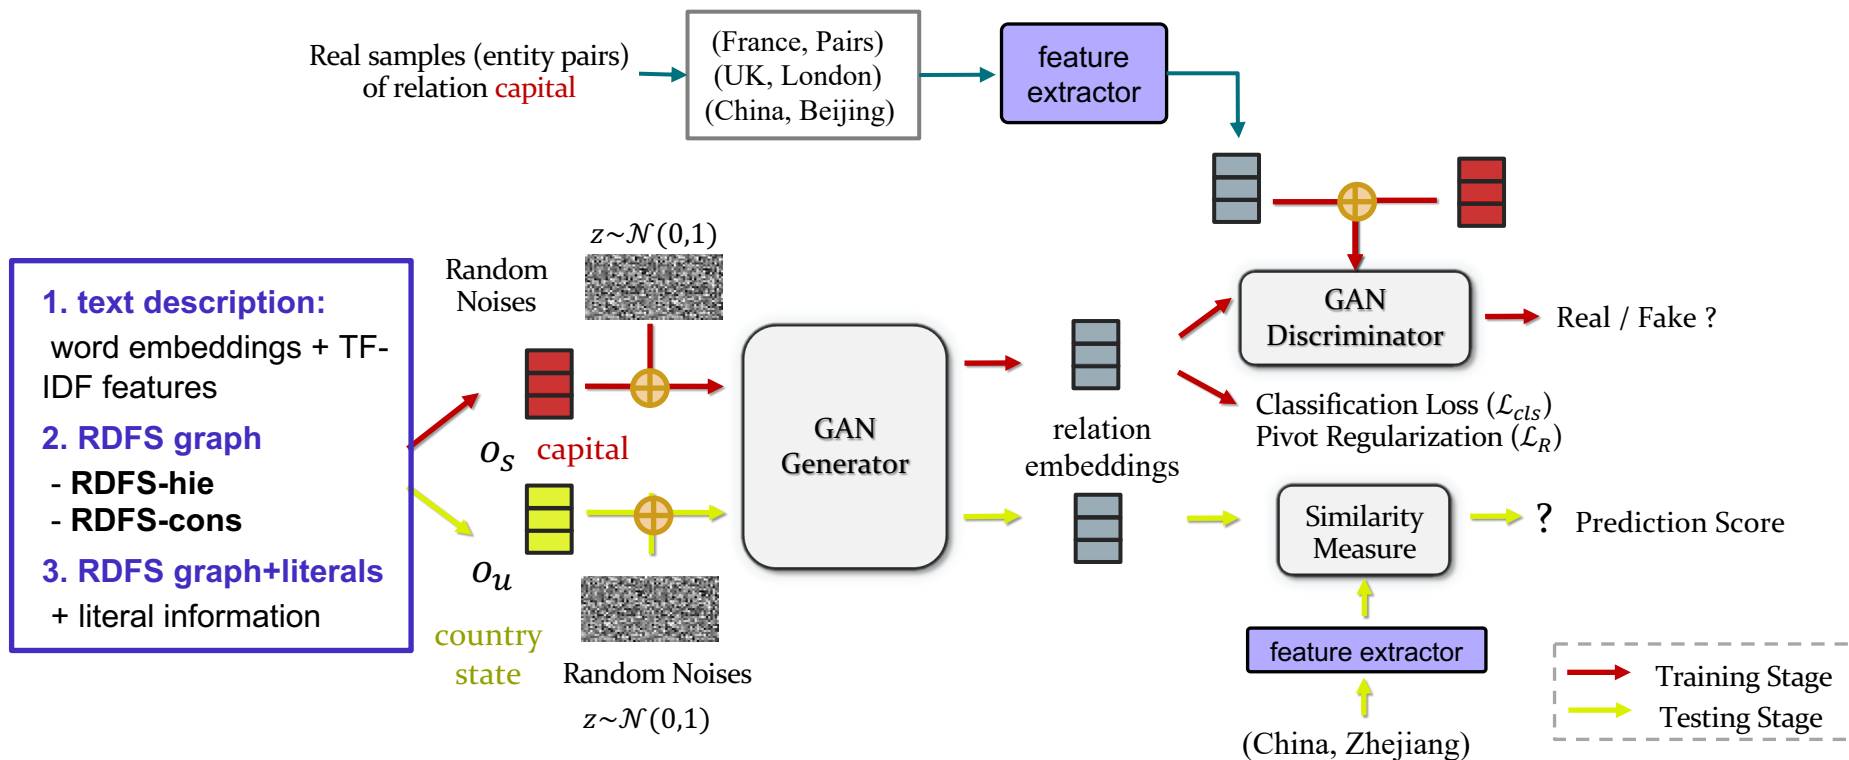 Real samples (entity pairs)
of relation capital
(France, Pairs)
(UK, London)
(China, Beijing)
feature
extractor
z~𝒩(0,1)
Random
Noises
1. text description:
word embeddings + TF-
IDF features
2. RDFS graph
- RDFS-hie
- RDFS-cons
3. RDFS graph+literals
+ literal information
oₛ capital
oᵤ
country
state
Random Noises
z~𝒩(0,1)
GAN
Generator
relation
embeddings
GAN
Discriminator
Real / Fake ?
Classification Loss (ℒ_cls)
Pivot Regularization (ℒ_R)
Similarity
Measure
? Prediction Score
feature extractor
(China, Zhejiang)
Training Stage
Testing Stage